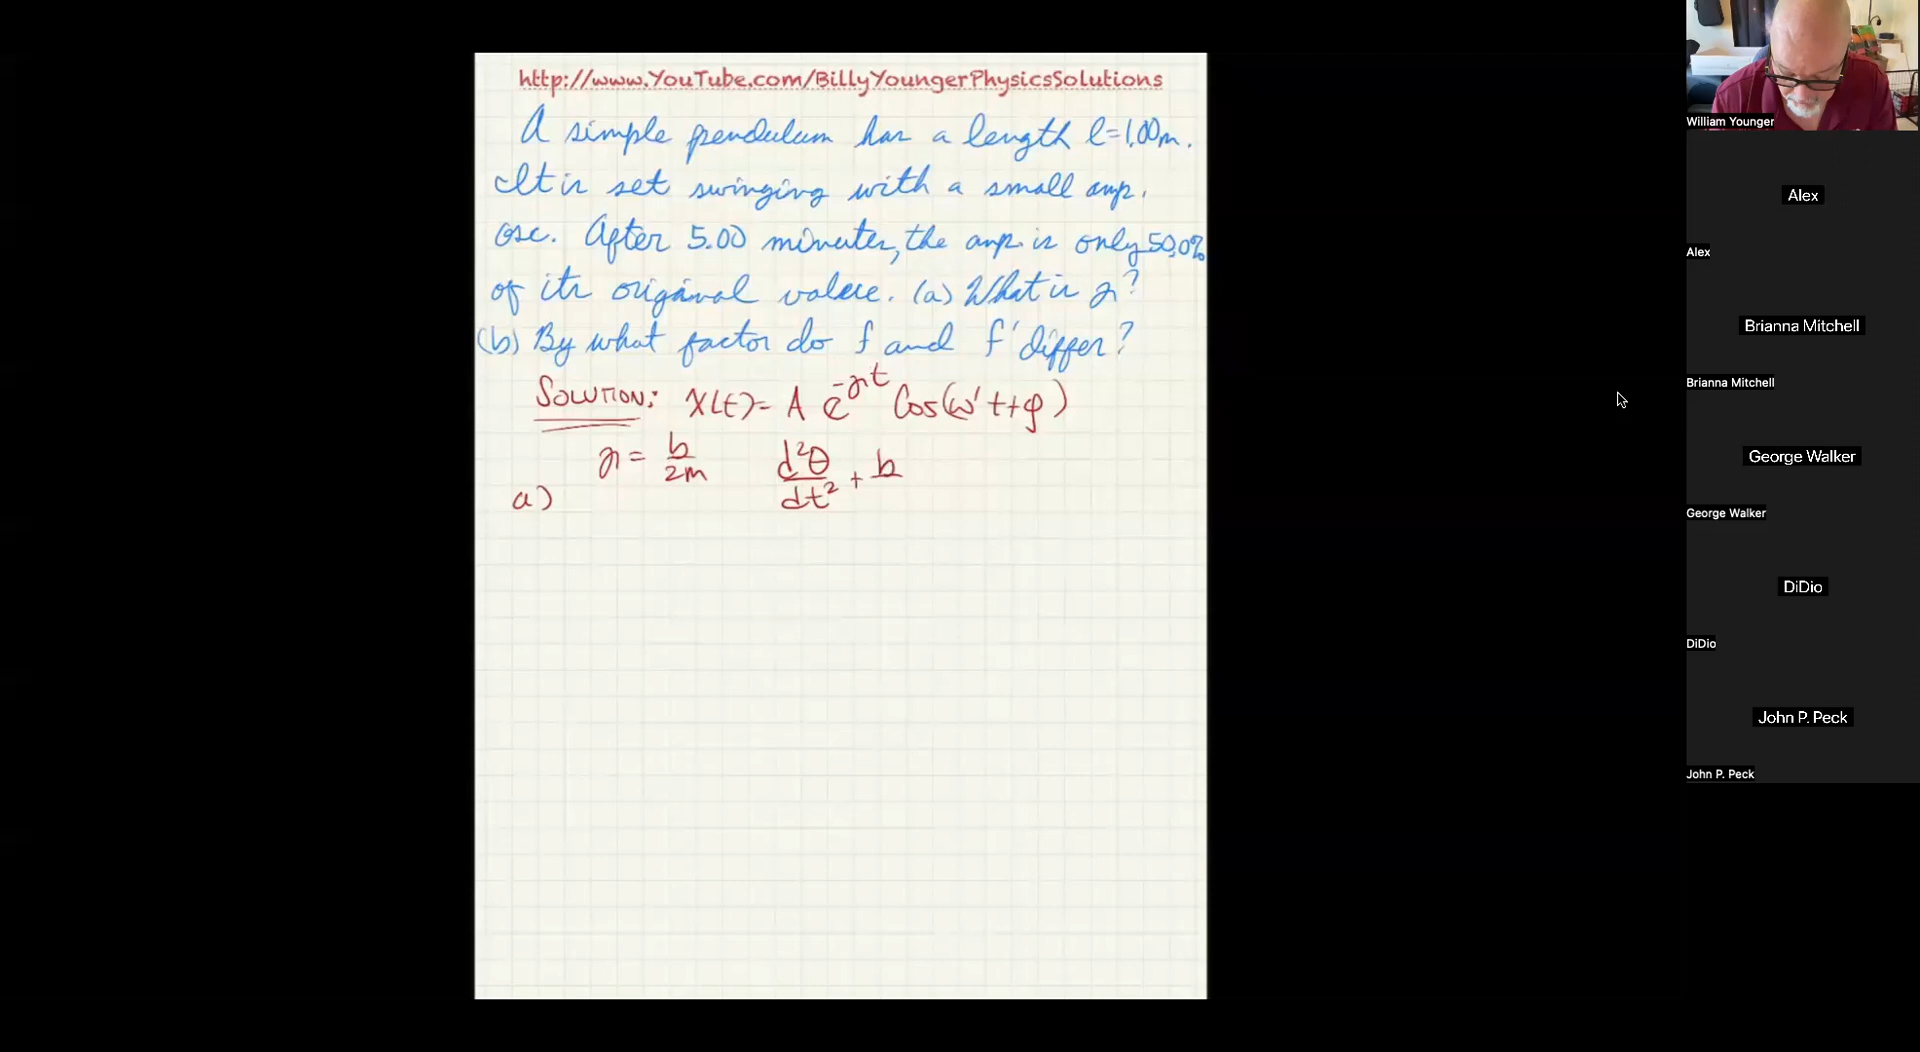 http://www.YouTube.com/BillyYoungerPhysicsSolutions
A simple pendulum has a length l=1.00m.
It is set swinging with a small amp.
osc. After 5.00 minutes, the amp. is only 50.0%
of its original value. (a) What is γ?
(b) By what factor do f and f' differ?
SOLUTION: x(t)= A e^-γt Cos(ω't+φ)
γ = b/2m d²θ/dt² + b
a)
William Younger
Alex
Alex
Brianna Mitchell
Brianna Mitchell
George Walker
George Walker
DiDio
DiDio
John P. Peck
John P. Peck